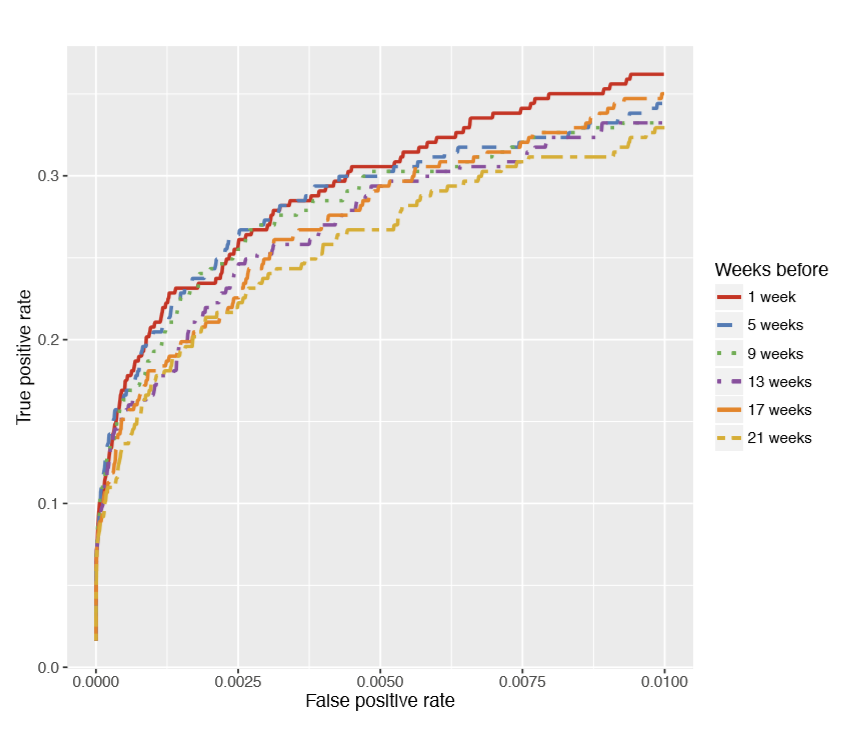 True positive rate
0.3
0.2
0.1
0.0
0.0000 0.0025 0.0050 0.0075 0.0100
False positive rate
Weeks before
1 week
5 weeks
9 weeks
13 weeks
17 weeks
21 weeks